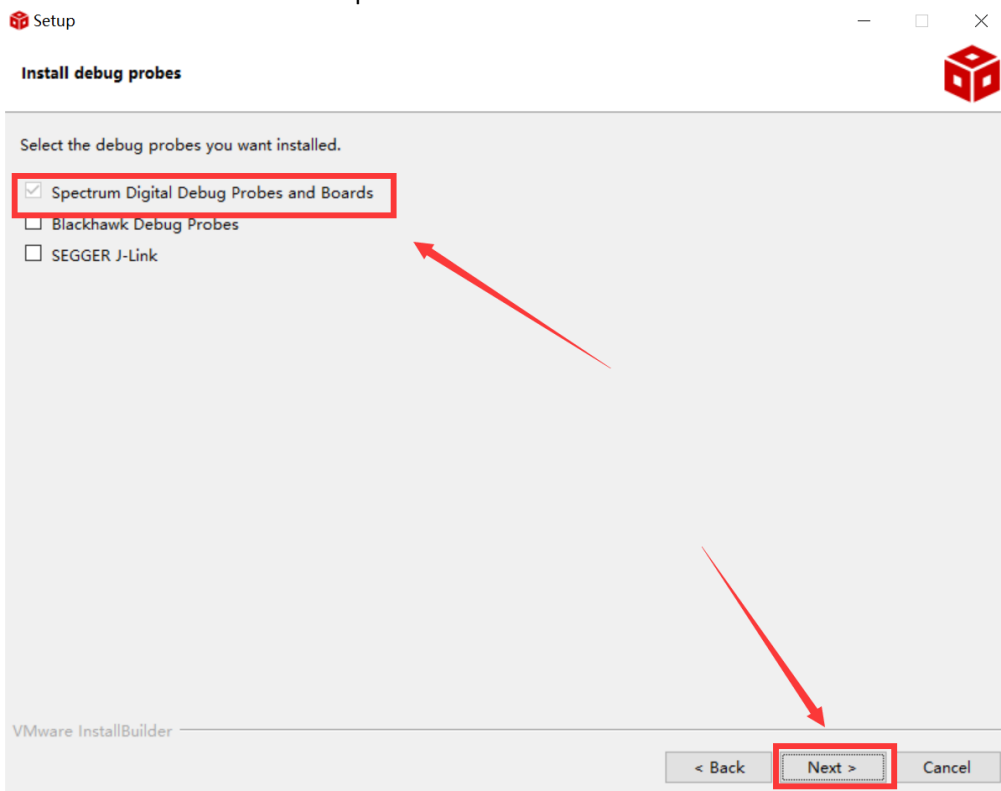 Setup
Install debug probes
Select the debug probes you want installed.
Spectrum Digital Debug Probes and Boards
Blackhawk Debug Probes
SEGGER J-Link
VMware InstallBuilder
< Back Next > Cancel